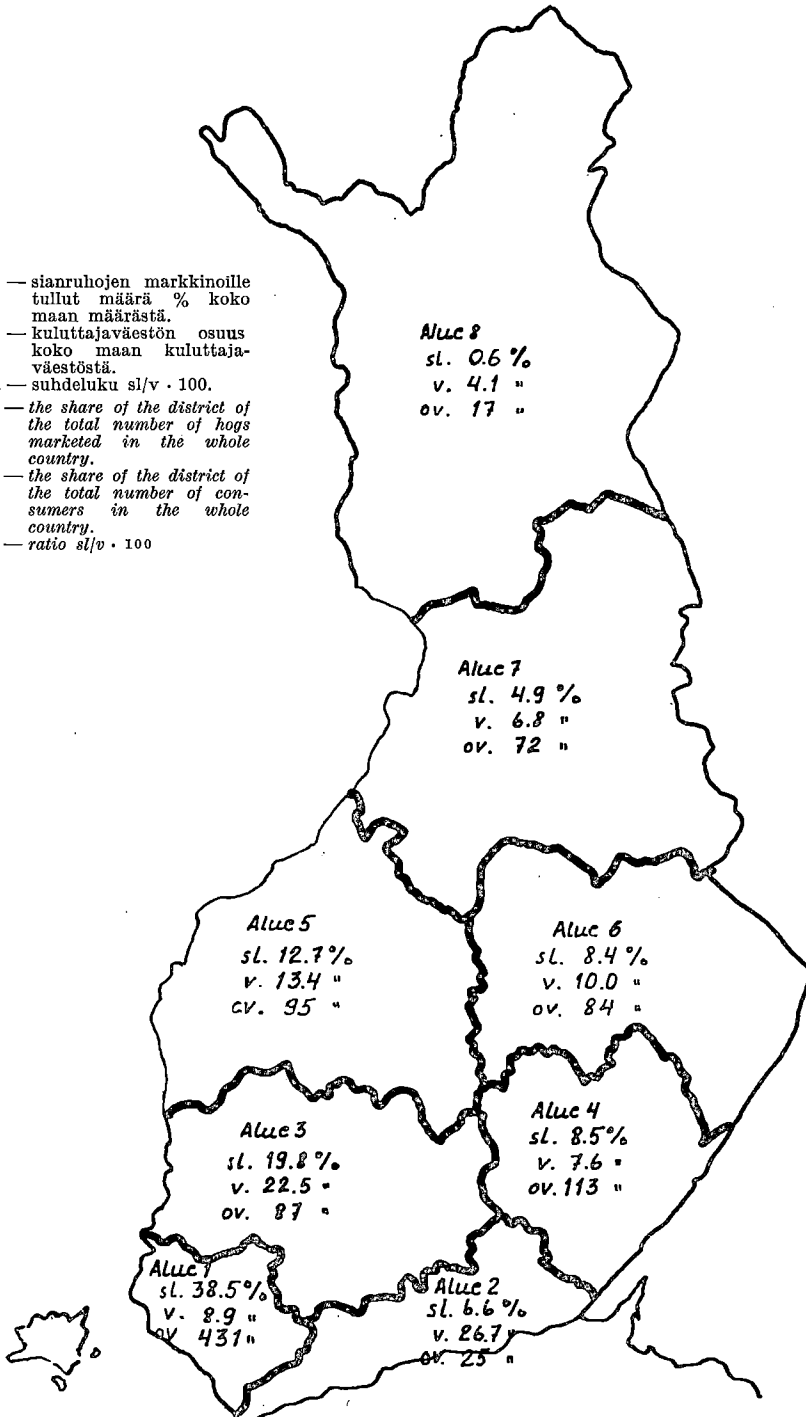 — sianruhojen markkinoille
tullut määrä % koko
maan määrästä.
— kuluttajaväestön osuus
koko maan kuluttaja-
väestöstä.
— suhdeluku sl/v · 100.
— the share of the district of
the total number of hogs
marketed in the whole
country.
— the share of the district of
the total number of con-
sumers in the whole
country.
— ratio sl/v · 100
Alue 8
sl. 0.6 %
v. 4.1 "
ov. 17 "
Alue 7
sl. 4.9 %
v. 6.8 "
ov. 72 "
Alue 5
sl. 12.7 %
v. 13.4 "
ov. 95 "
Alue 6
sl. 8.4 %
v. 10.0 "
ov. 84 "
Alue 3
sl. 19.8 %
v. 22.5 "
ov. 87 "
Alue 4
sl. 8.5 %
v. 7.6 "
ov. 113 "
Alue 1
sl. 38.5 %
v. 8.9 "
ov. 431 "
Alue 2
sl. 6.6 %
v. 26.7 "
ov. 25 "